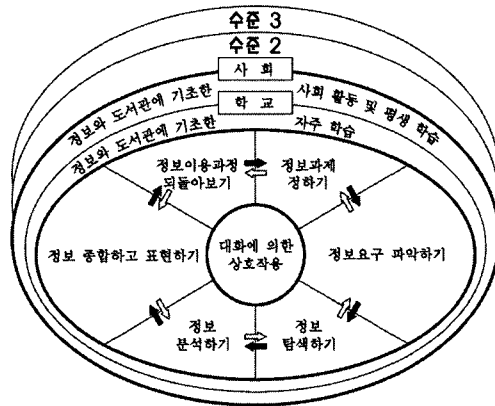 수준 3
수준 2
사 회
정보와 도서관에 기초한 사회 활동 및 평생 학습
학 교
정보와 도서관에 기초한 자주 학습
정보이용과정
되돌아보기
정보과제
정하기
정보 종합하고 표현하기
대화에 의한
상호작용
정보요구 파악하기
정보
분석하기
정보
탐색하기